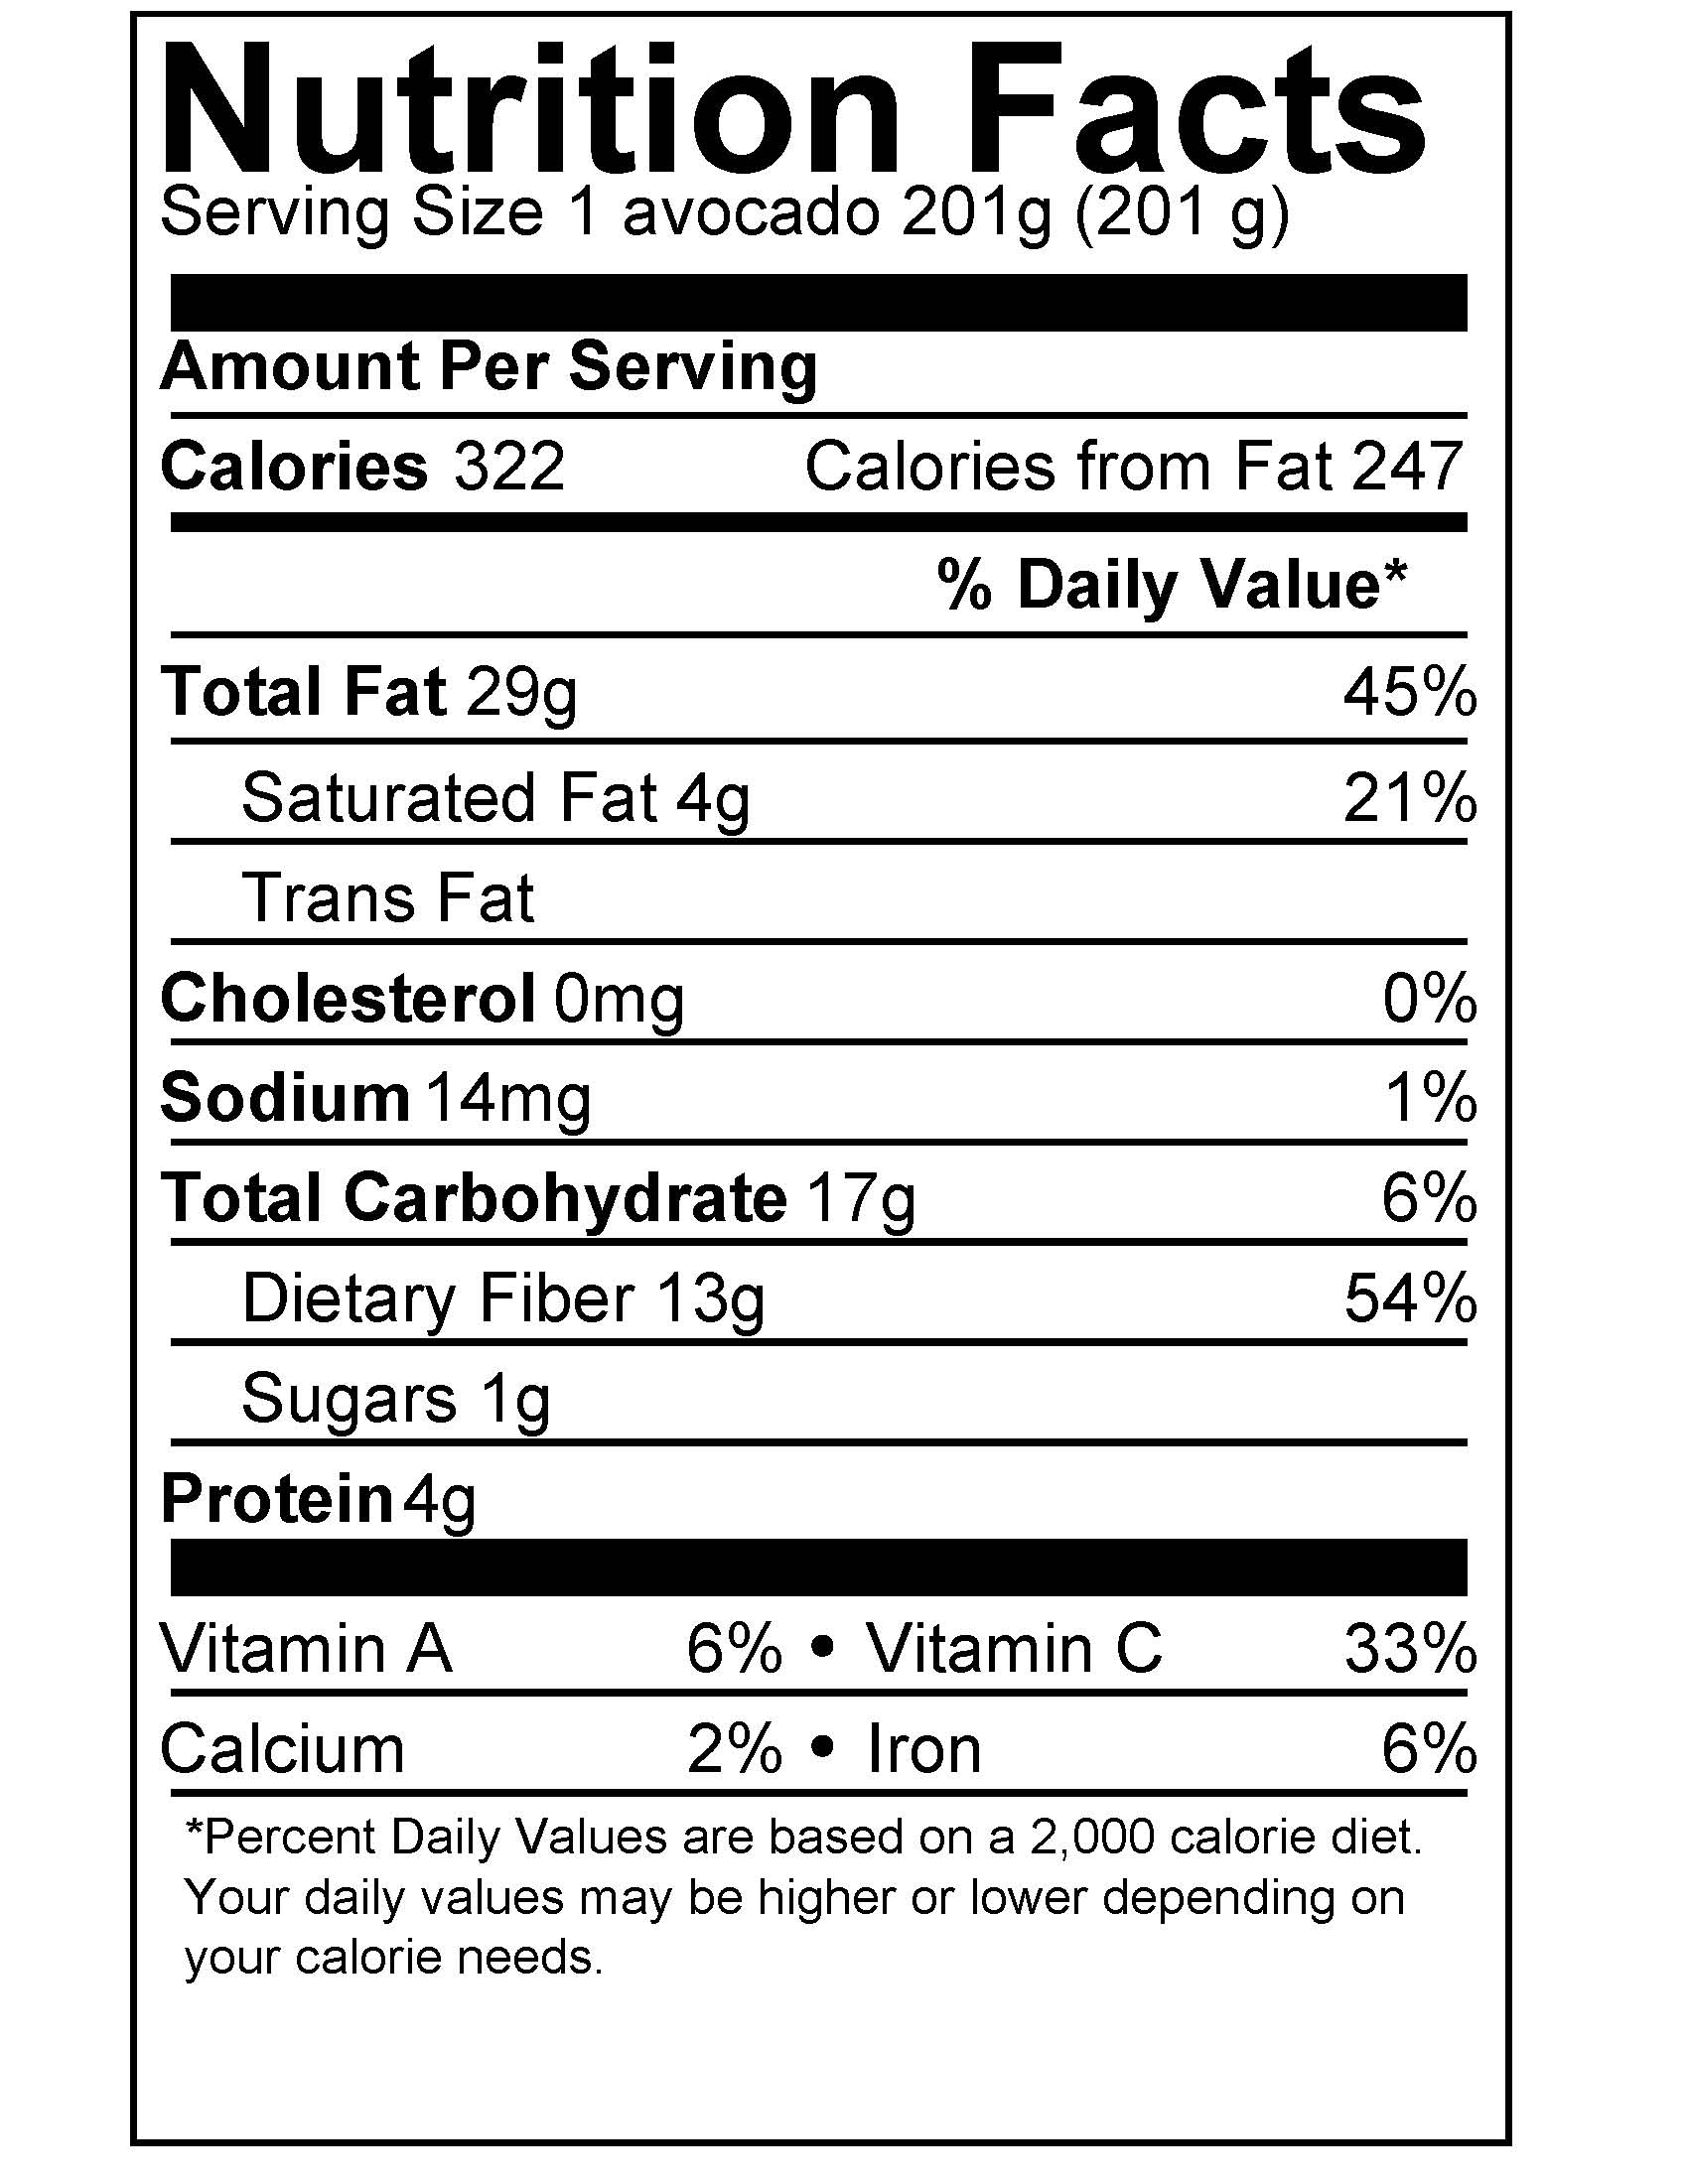 Nutrition Facts
Serving Size 1 avocado 201g (201 g)
Amount Per Serving
Calories 322 Calories from Fat 247
% Daily Value*
Total Fat 29g 45%
Saturated Fat 4g 21%
Trans Fat
Cholesterol 0mg 0%
Sodium 14mg 1%
Total Carbohydrate 17g 6%
Dietary Fiber 13g 54%
Sugars 1g
Protein 4g
Vitamin A 6% • Vitamin C 33%
Calcium 2% • Iron 6%
*Percent Daily Values are based on a 2,000 calorie diet.
Your daily values may be higher or lower depending on
your calorie needs.